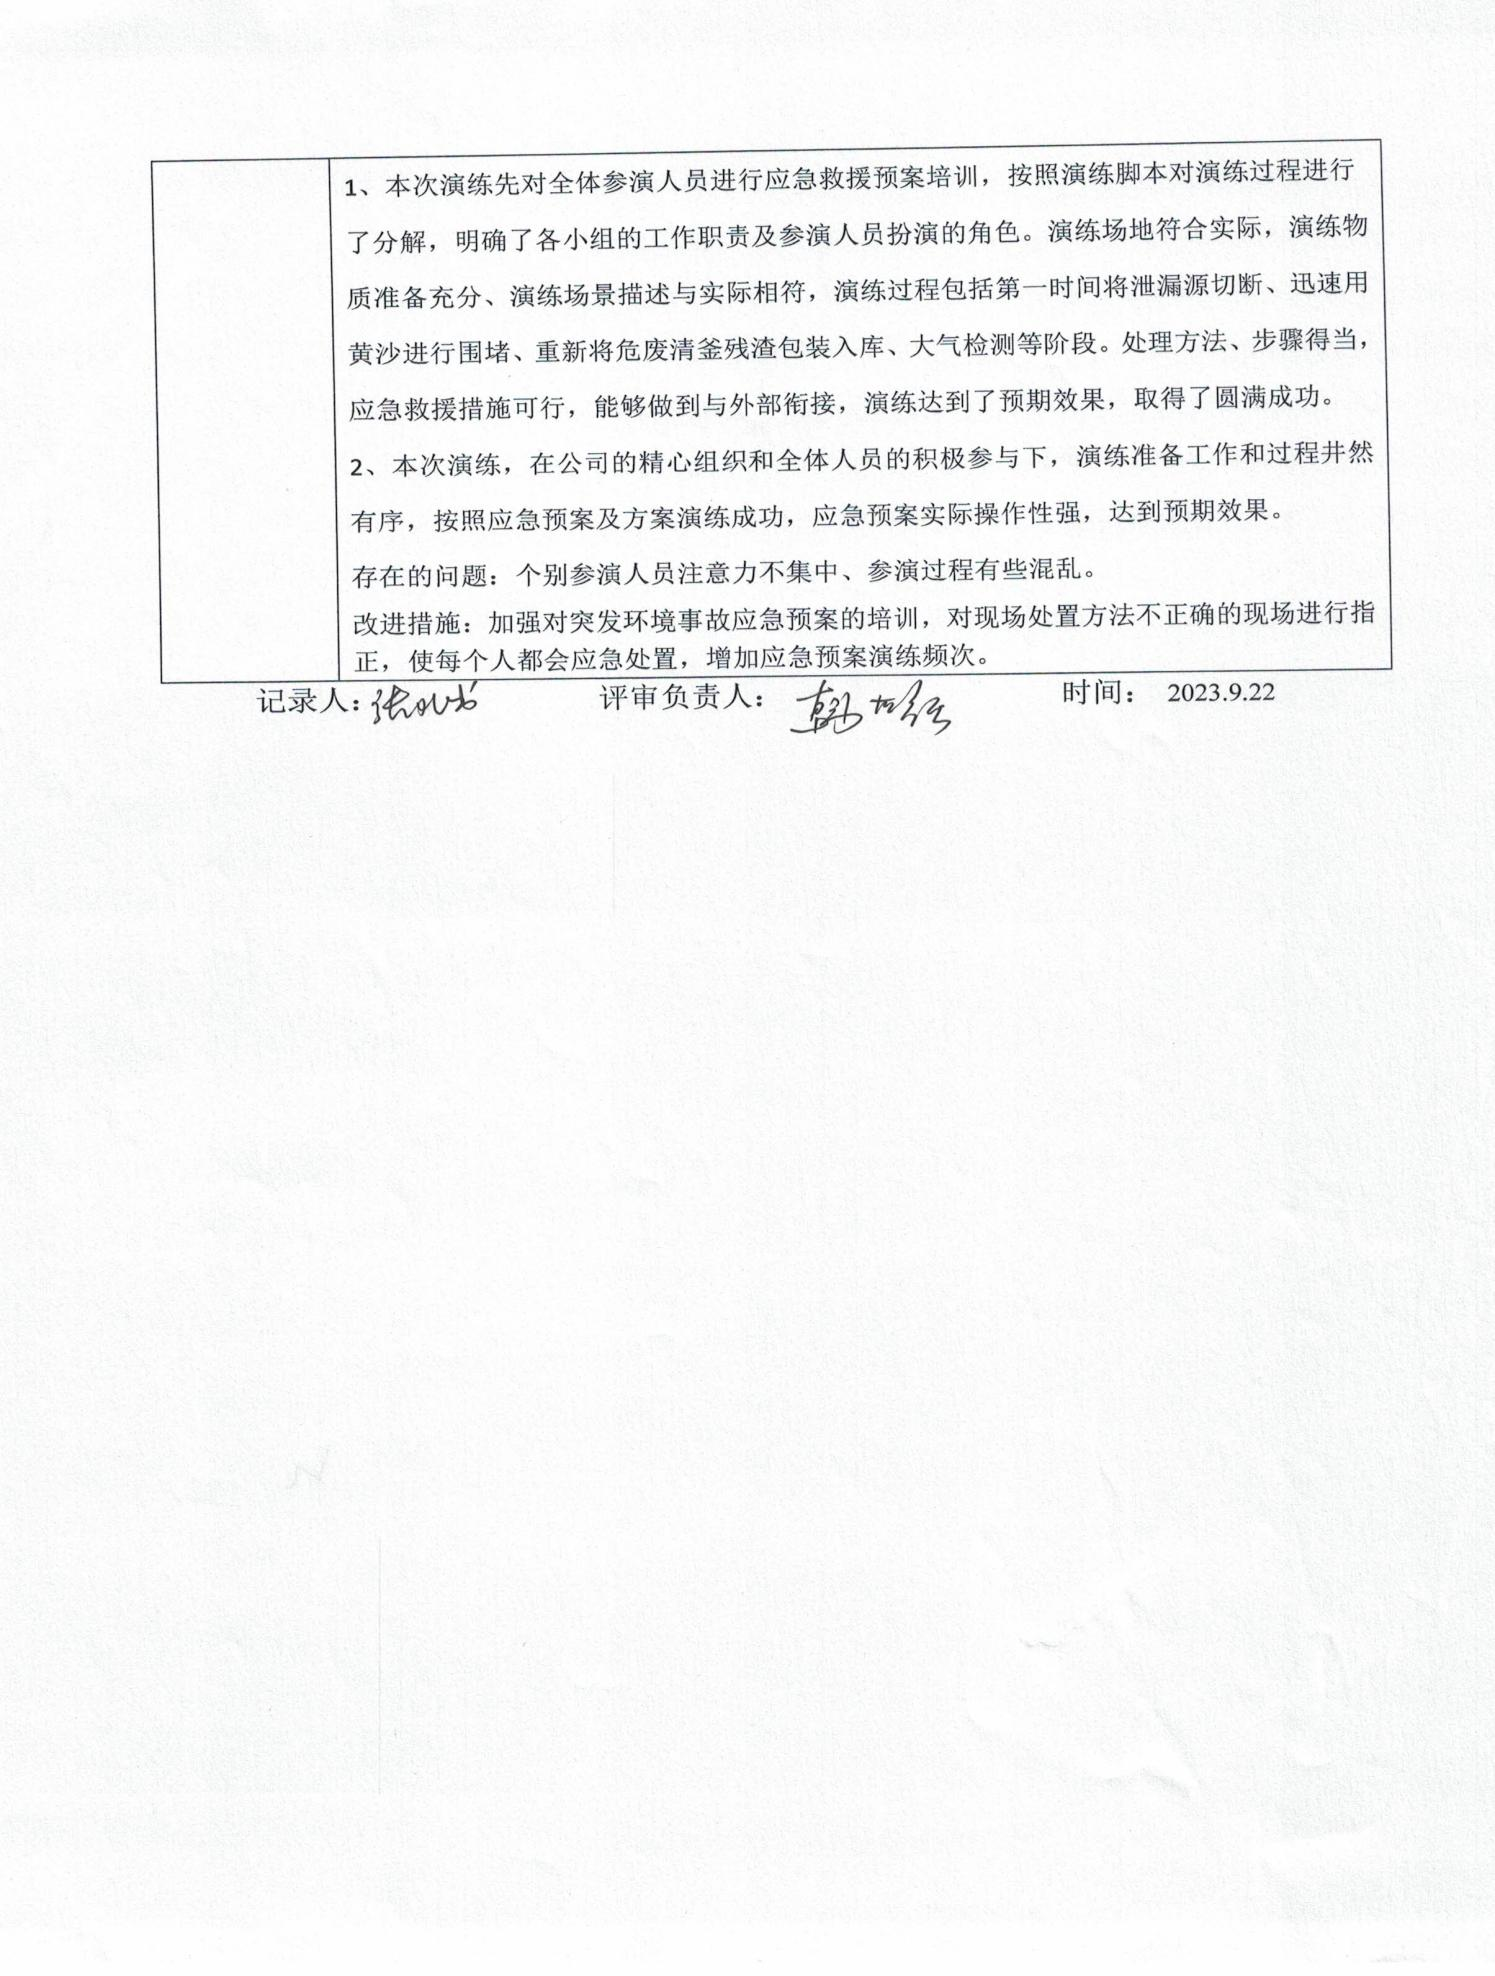 1、本次演练先对全体参演人员进行应急救援预案培训，按照演练脚本对演练过程进行
了分解，明确了各小组的工作职责及参演人员扮演的角色。演练场地符合实际，演练物
质准备充分、演练场景描述与实际相符，演练过程包括第一时间将泄漏源切断、迅速用
黄沙进行围堵、重新将危废清釜残渣包装入库、大气检测等阶段。处理方法、步骤得当，
应急救援措施可行，能够做到与外部衔接，演练达到了预期效果，取得了圆满成功。
2、本次演练，在公司的精心组织和全体人员的积极参与下，演练准备工作和过程井然
有序，按照应急预案及方案演练成功，应急预案实际操作性强，达到预期效果。
存在的问题：个别参演人员注意力不集中、参演过程有些混乱。
改进措施：加强对突发环境事故应急预案的培训，对现场处置方法不正确的现场进行指
正，使每个人都会应急处置，增加应急预案演练频次。
记录人： 评审负责人： 时间： 2023.9.22